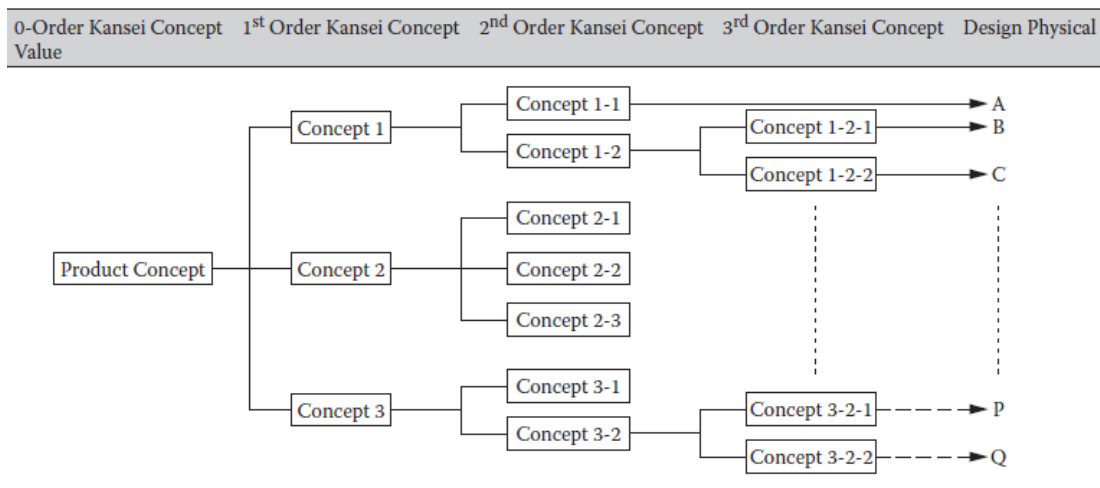 0-Order Kansei Concept 1st Order Kansei Concept 2nd Order Kansei Concept 3rd Order Kansei Concept Design Physical
Value
Concept 1-1 A
Concept 1 Concept 1-2-1 B
Concept 1-2
Concept 1-2-2 C
Concept 2-1
Product Concept Concept 2 Concept 2-2
Concept 2-3
Concept 3-1
Concept 3 Concept 3-2-1 P
Concept 3-2
Concept 3-2-2 Q